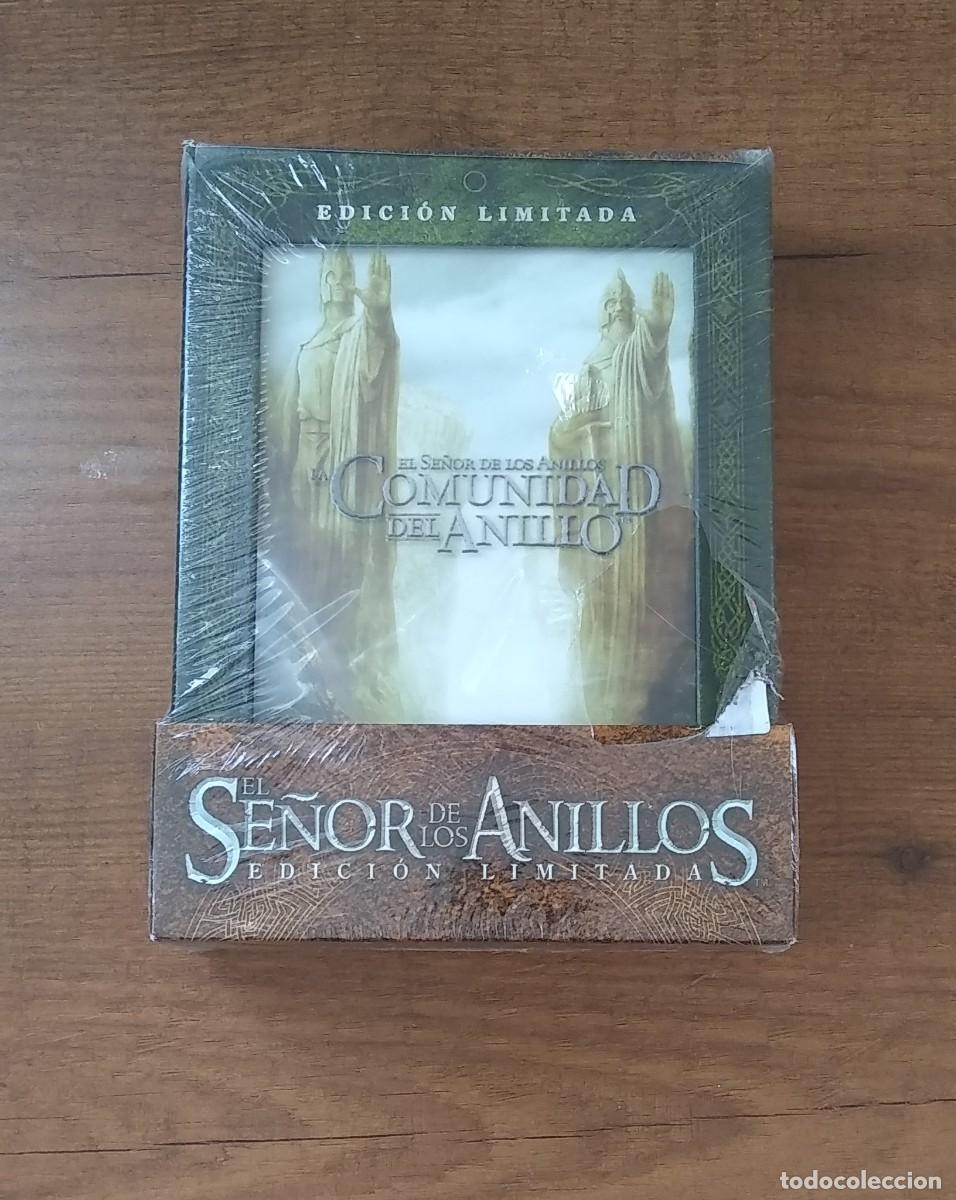 EDICIÓN LIMITADA
EL SEÑOR DE LOS ANILLOS
LA COMUNIDAD
DEL ANILLO
EL SEÑOR DE LOS ANILLOS
EDICIÓN LIMITADA
TM
todocoleccion